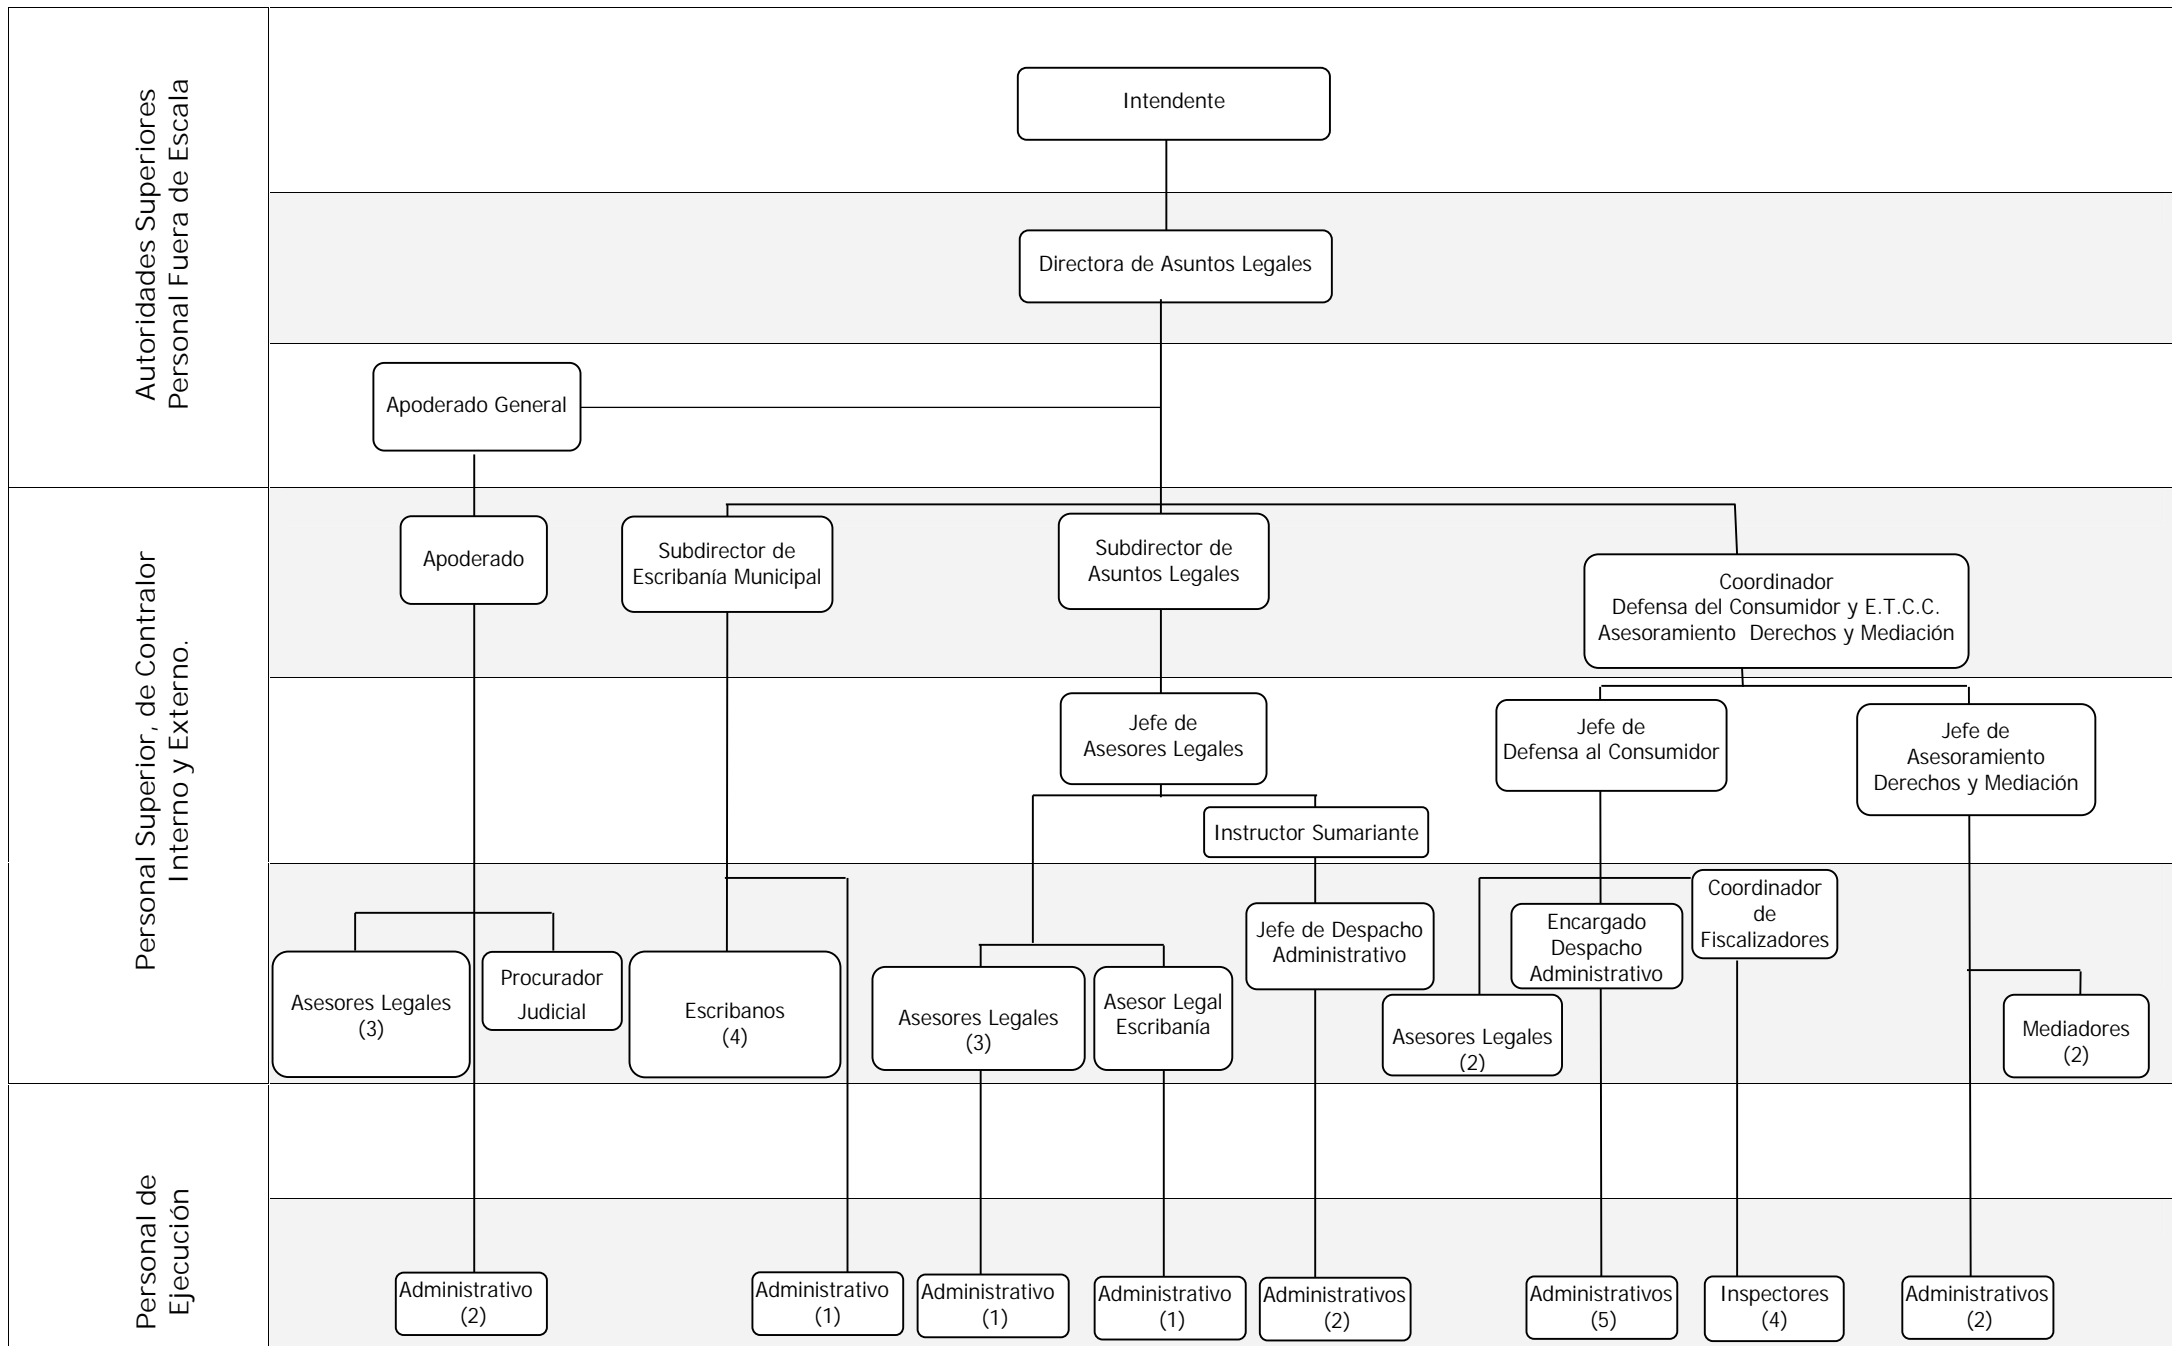 Autoridades Superiores
Personal Fuera de Escala
Intendente
Directora de Asuntos Legales
Apoderado General
Personal Superior, de Contralor
Interno y Externo.
Apoderado
Subdirector de
Escribanía Municipal
Subdirector de
Asuntos Legales
Coordinador
Defensa del Consumidor y E.T.C.C.
Asesoramiento Derechos y Mediación
Jefe de
Asesores Legales
Jefe de
Defensa al Consumidor
Jefe de
Asesoramiento
Derechos y Mediación
Instructor Sumariante
Asesores Legales
(3)
Procurador
Judicial
Escribanos
(4)
Asesores Legales
(3)
Asesor Legal
Escribanía
Jefe de Despacho
Administrativo
Asesores Legales
(2)
Encargado
Despacho
Administrativo
Coordinador
de
Fiscalizadores
Mediadores
(2)
Personal de
Ejecución
Administrativo
(2)
Administrativo
(1)
Administrativo
(1)
Administrativo
(1)
Administrativos
(2)
Administrativos
(5)
Inspectores
(4)
Administrativos
(2)